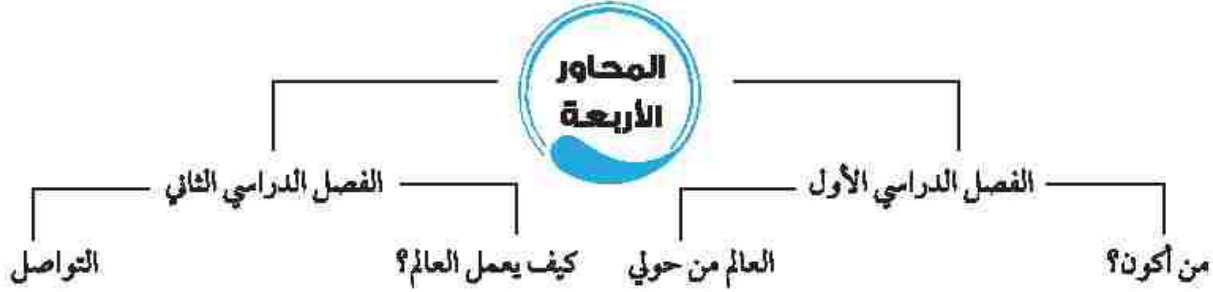 المحاور
الأربعة
الفصل الدراسي الأول
الفصل الدراسي الثاني
من أكون؟
العالم من حولي
كيف يعمل العالم؟
التواصل